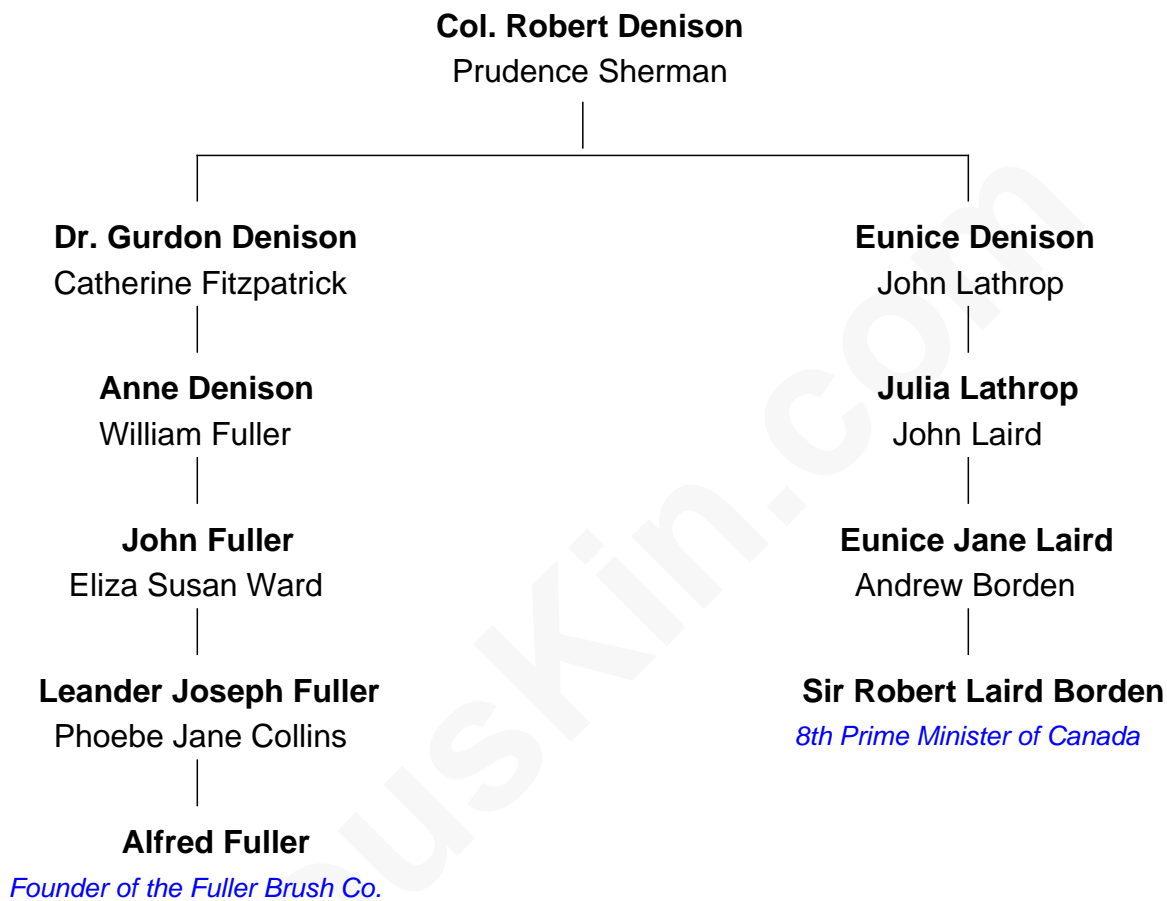 Col. Robert Denison
Prudence Sherman
Dr. Gurdon Denison
Catherine Fitzpatrick
Eunice Denison
John Lathrop
Anne Denison
William Fuller
Julia Lathrop
John Laird
John Fuller
Eliza Susan Ward
Eunice Jane Laird
Andrew Borden
Leander Joseph Fuller
Phoebe Jane Collins
Sir Robert Laird Borden
8th Prime Minister of Canada
Alfred Fuller
Founder of the Fuller Brush Co.
ousKin.com